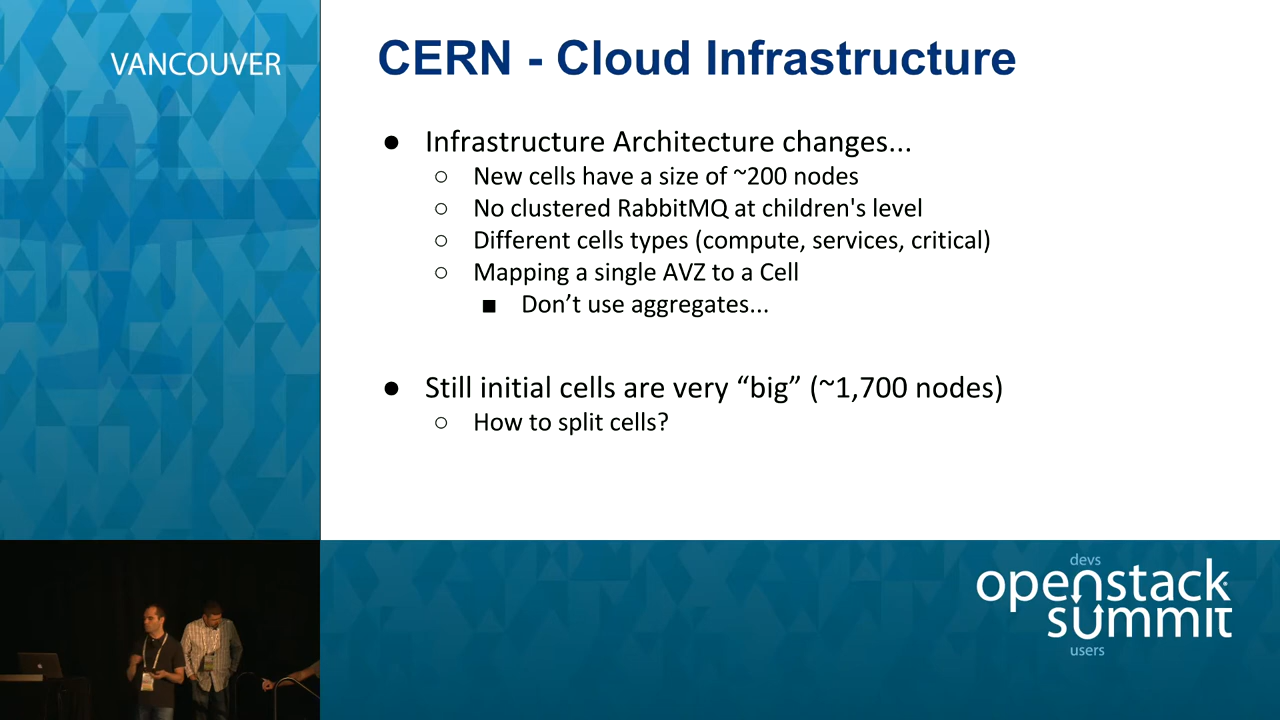 VANCOUVER
CERN - Cloud Infrastructure
● Infrastructure Architecture changes...
○ New cells have a size of ~200 nodes
○ No clustered RabbitMQ at children's level
○ Different cells types (compute, services, critical)
○ Mapping a single AVZ to a Cell
■ Don’t use aggregates...
● Still initial cells are very “big” (~1,700 nodes)
○ How to split cells?
devs
openstack
summit
users